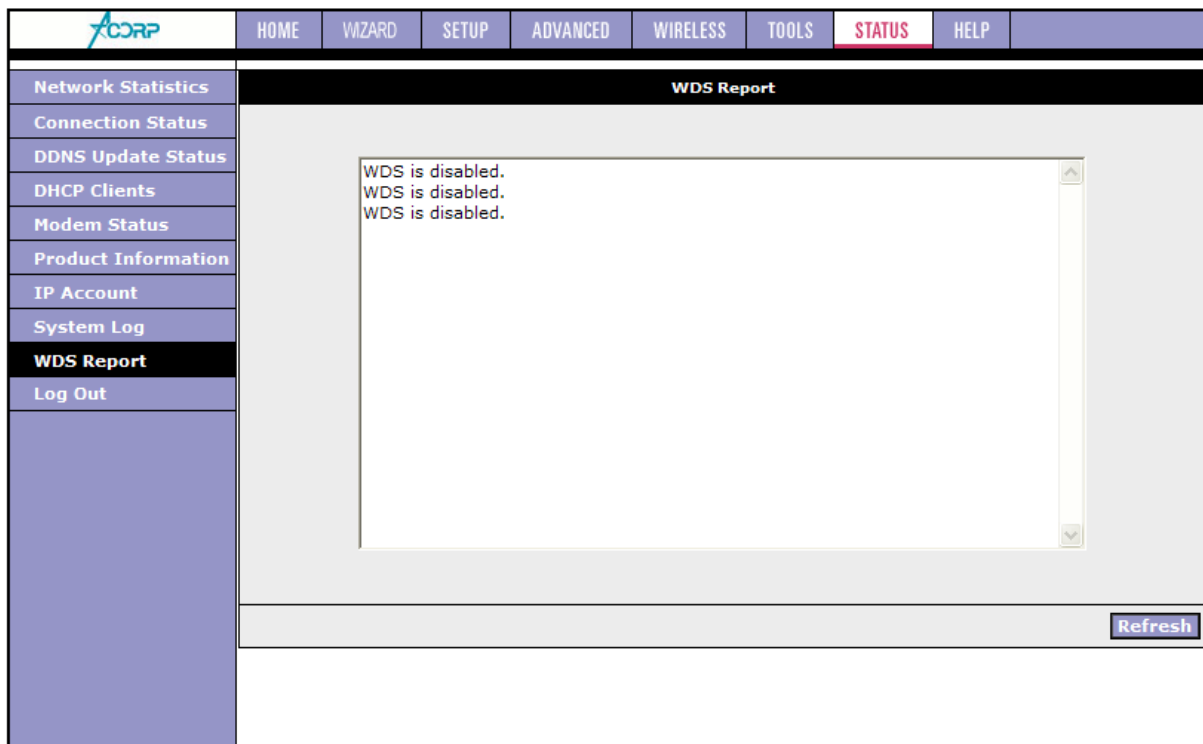 ACORP
HOME WIZARD SETUP ADVANCED WIRELESS TOOLS STATUS HELP
Network Statistics
Connection Status
DDNS Update Status
DHCP Clients
Modem Status
Product Information
IP Account
System Log
WDS Report
Log Out
WDS Report
WDS is disabled.
WDS is disabled.
WDS is disabled.
Refresh